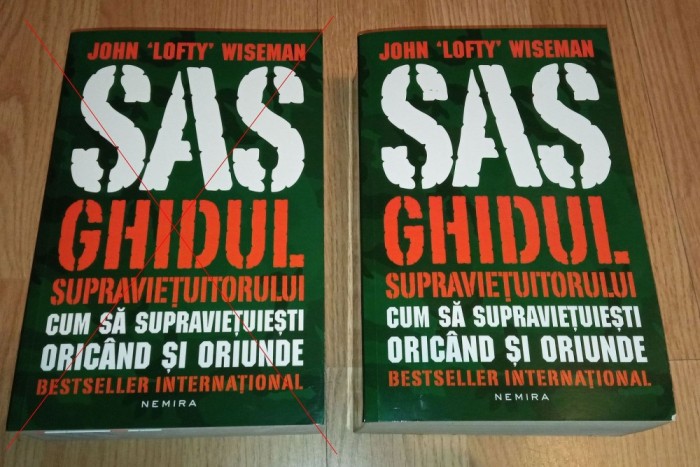 JOHN 'LOFTY' WISEMAN
SAS
GHIDUL
SUPRAVIEȚUITORULUI
CUM SĂ SUPRAVIEȚUIEȘTI
ORICÂND ȘI ORIUNDE
BESTSELLER INTERNAȚIONAL
NEMIRA
JOHN 'LOFTY' WISEMAN
SAS
GHIDUL
SUPRAVIEȚUITORULUI
CUM SĂ SUPRAVIEȚUIEȘTI
ORICÂND ȘI ORIUNDE
BESTSELLER INTERNAȚIONAL
NEMIRA